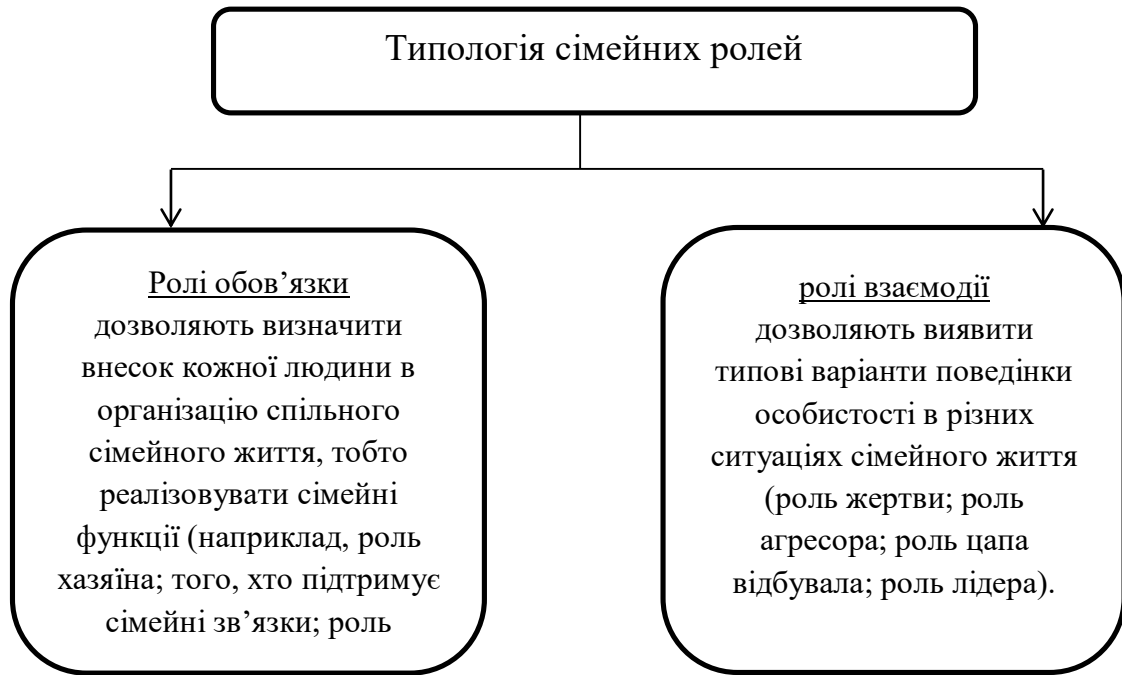 Типологія сімейних ролей
Ролі обов’язки
дозволяють визначити
внесок кожної людини в
організацію спільного
сімейного життя, тобто
реалізовувати сімейні
функції (наприклад, роль
хазяїна; того, хто підтримує
сімейні зв’язки; роль
ролі взаємодії
дозволяють виявити
типові варіанти поведінки
особистості в різних
ситуаціях сімейного життя
(роль жертви; роль
агресора; роль цапа
відбувала; роль лідера).